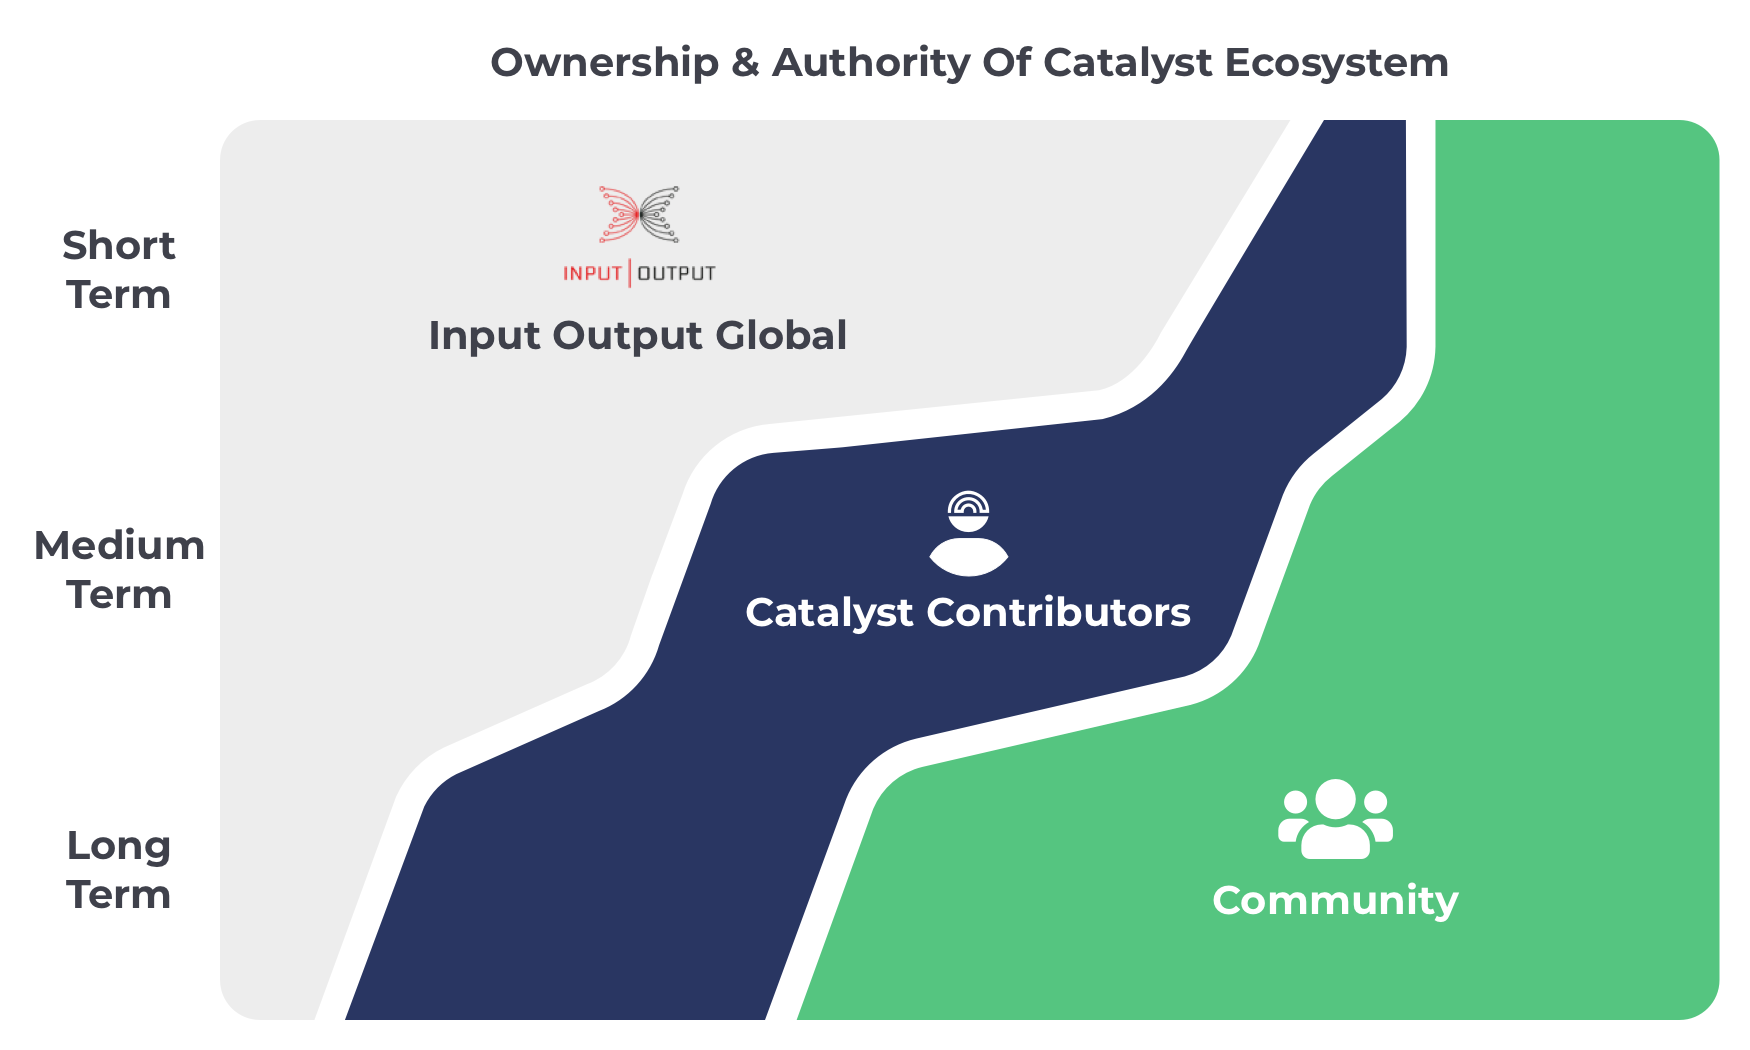 Ownership & Authority Of Catalyst Ecosystem
Short
Term
INPUT | OUTPUT
Input Output Global
Medium
Term
Catalyst Contributors
Long
Term
Community